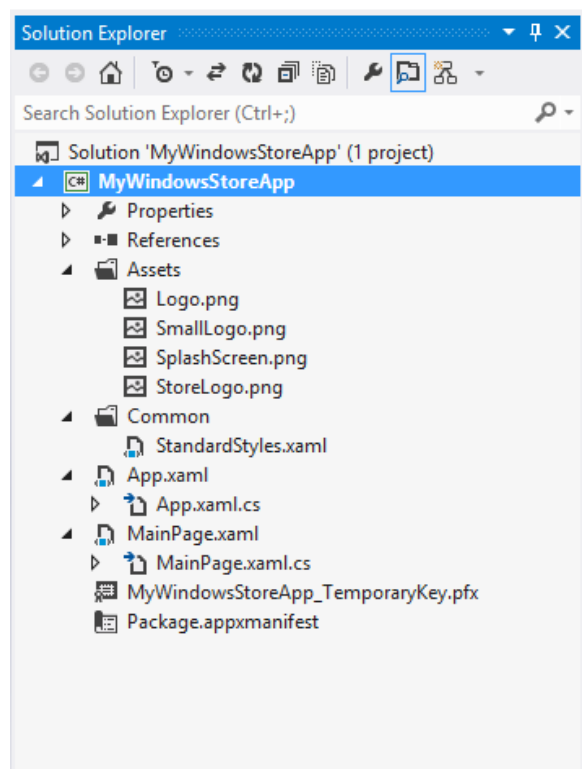 Solution Explorer
Search Solution Explorer (Ctrl+;)
Solution 'MyWindowsStoreApp' (1 project)
C# MyWindowsStoreApp
Properties
References
Assets
Logo.png
SmallLogo.png
SplashScreen.png
StoreLogo.png
Common
StandardStyles.xaml
App.xaml
App.xaml.cs
MainPage.xaml
MainPage.xaml.cs
MyWindowsStoreApp_TemporaryKey.pfx
Package.appxmanifest